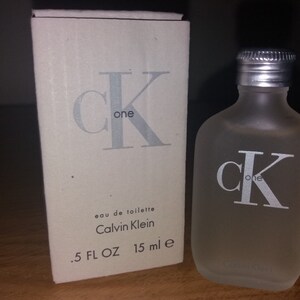 CK
one
eau de toilette
Calvin Klein
.5 FL OZ 15 ml e
CK
one